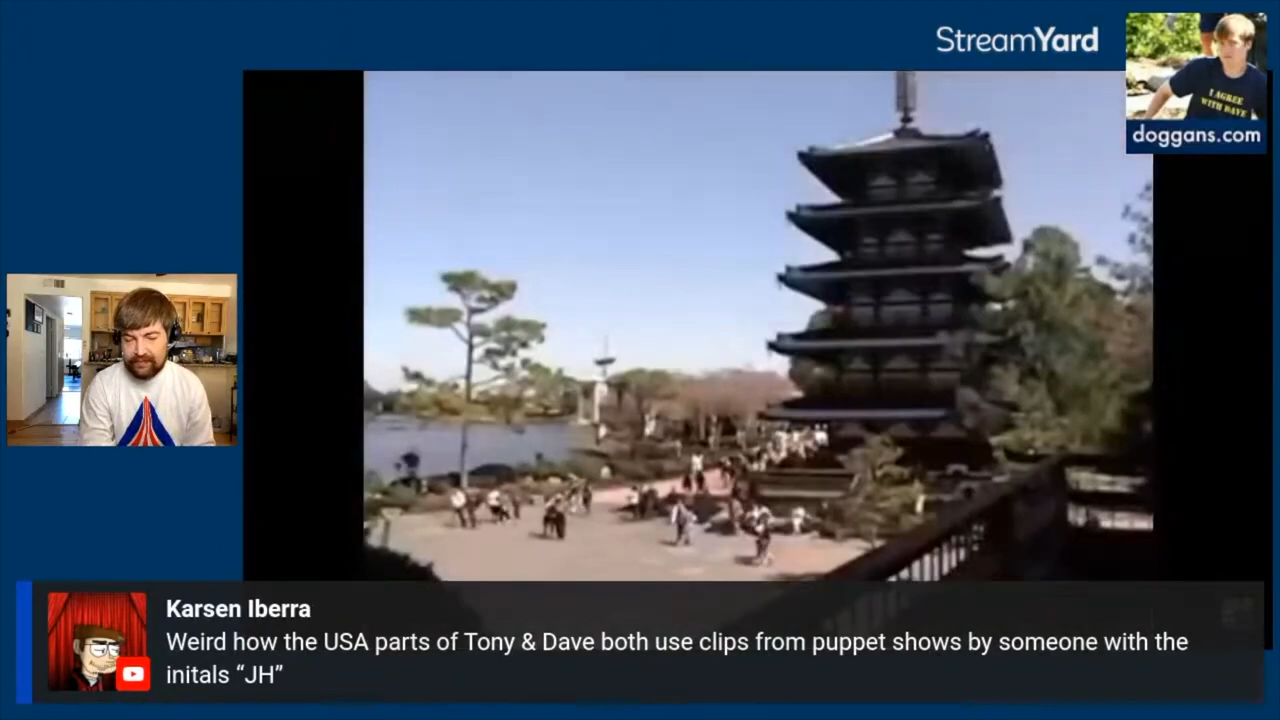 StreamYard
I AGREE
WITH DAVE
doggans.com
Karsen Iberra
Weird how the USA parts of Tony & Dave both use clips from puppet shows by someone with the
initals “JH”